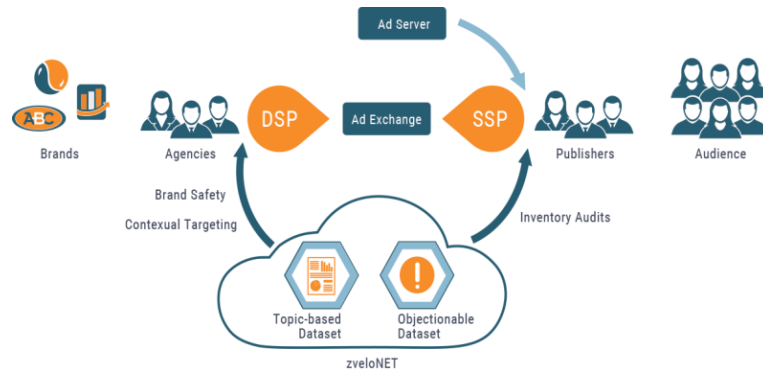 Ad Server
ABC
DSP
Ad Exchange
SSP
Brands
Agencies
Publishers
Audience
Brand Safety
Contexual Targeting
Inventory Audits
Topic-based
Dataset
Objectionable
Dataset
zveloNET